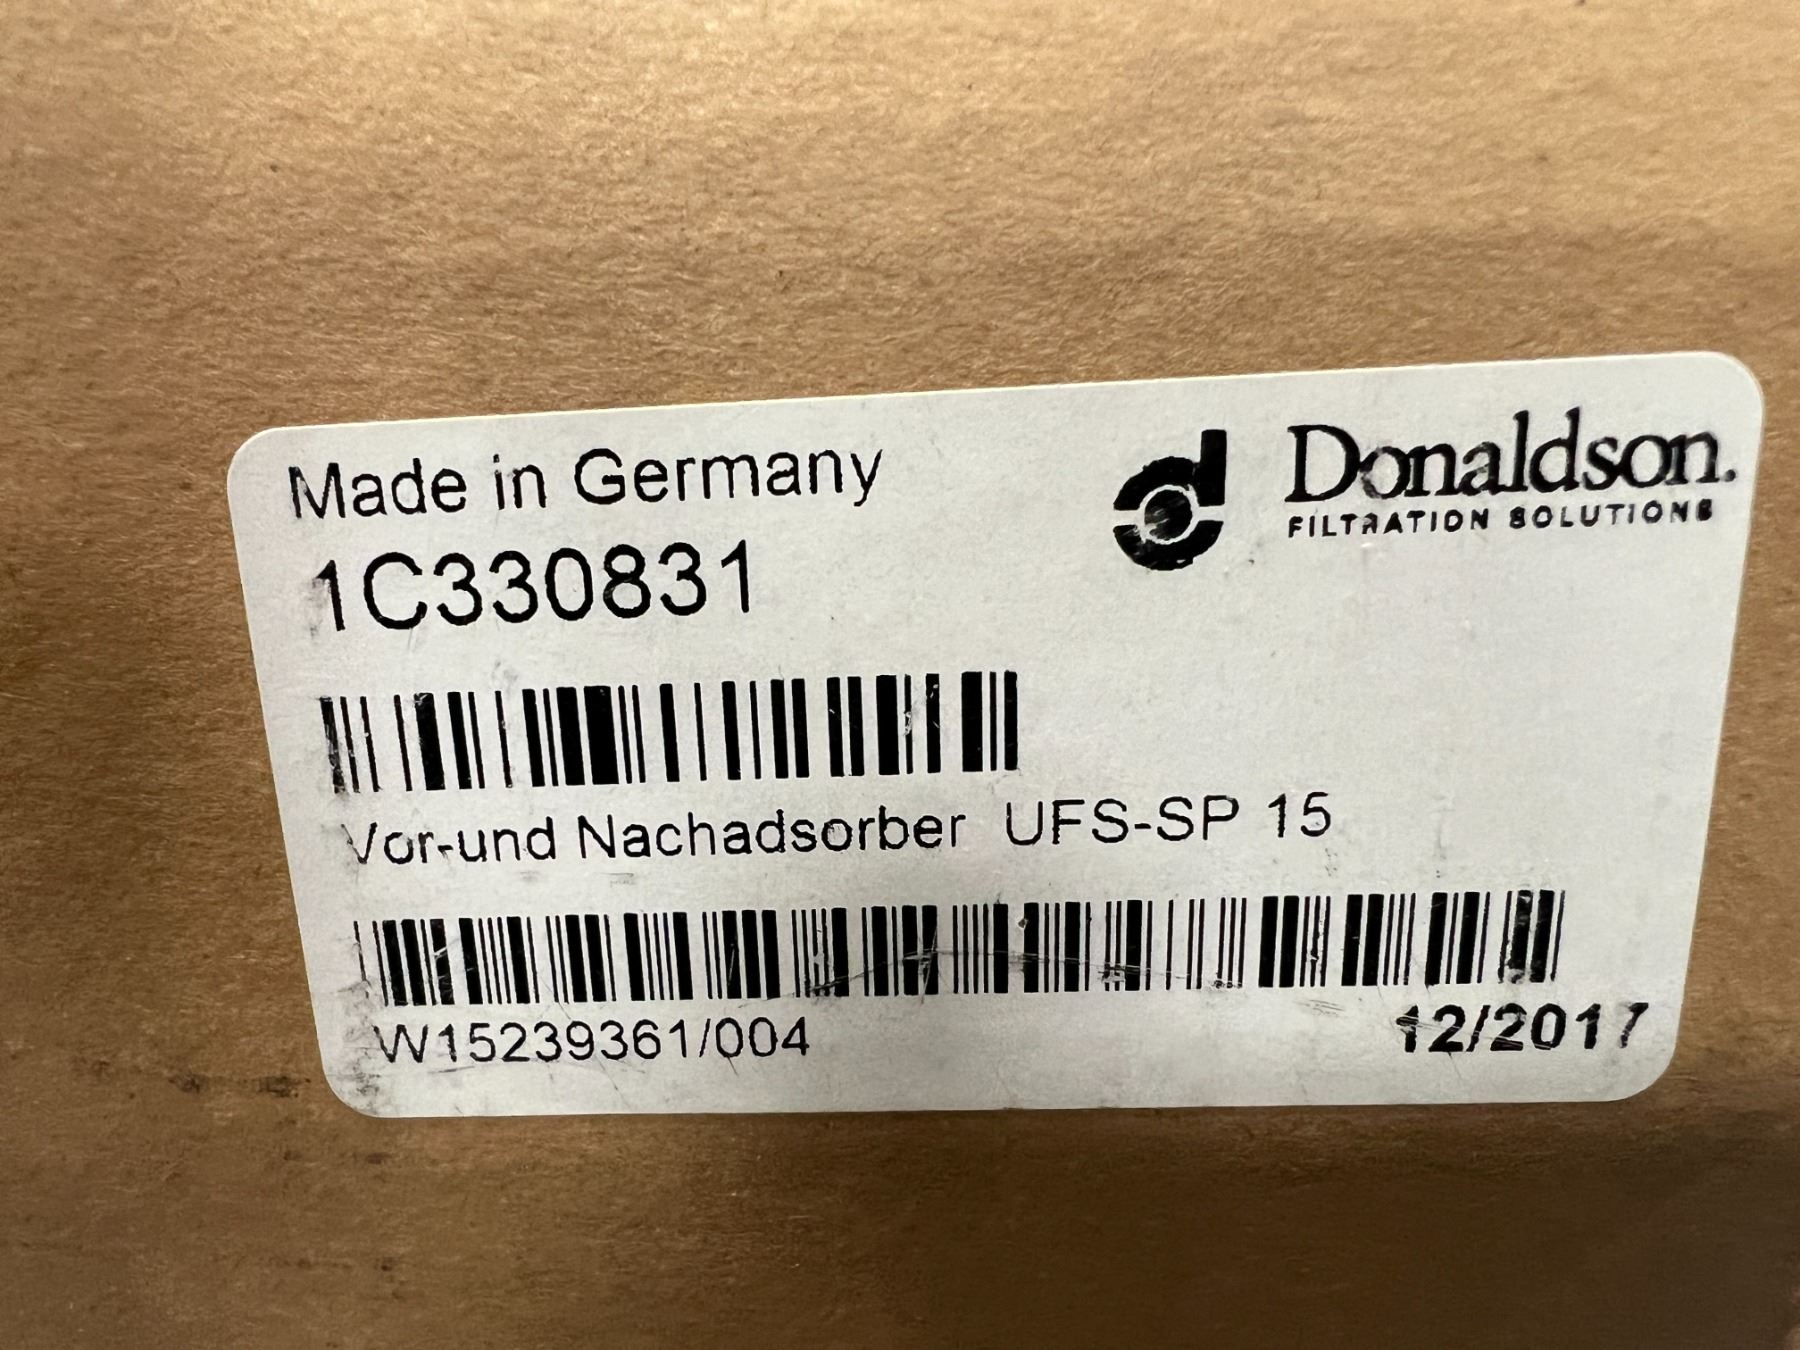 Made in Germany
Donaldson.
FILTRATION SOLUTIONS
1C330831
Vor-und Nachadsorber UFS-SP 15
W15239361/004
12/2017